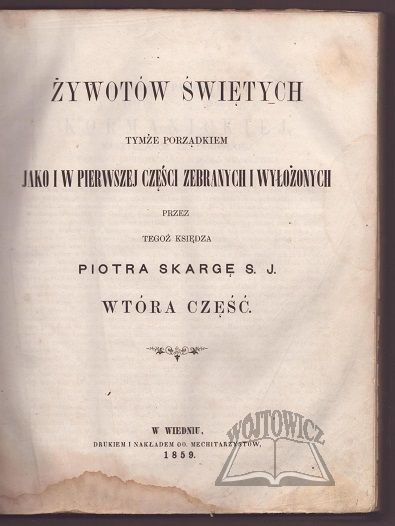 ŻYWOTÓW ŚWIĘTYCH
TYMŻE PORZĄDKIEM
JAKO I W PIERWSZEJ CZĘŚCI ZEBRANYCH I WYŁOŻONYCH
PRZEZ
TEGOŻ KSIĘDZA
PIOTRA SKARGĘ S. J.
WTÓRA CZĘŚĆ.
W WIEDNIU,
DRUKIEM I NAKŁADEM OO. MECHITARZYSTÓW,
1859.
WÓJTOWICZ